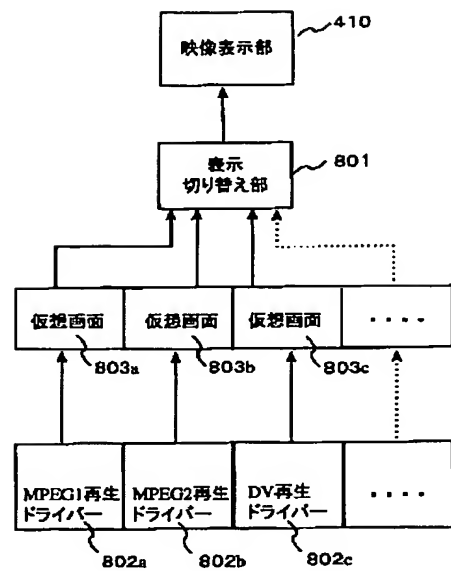 410
映像表示部
801
表示
切り替え部
仮想画面
仮想画面
仮想画面
・・・・
803a
803b
803c
MPEG1再生
ドライバー
MPEG2再生
ドライバー
DV再生
ドライバー
・・・・
802a
802b
802c